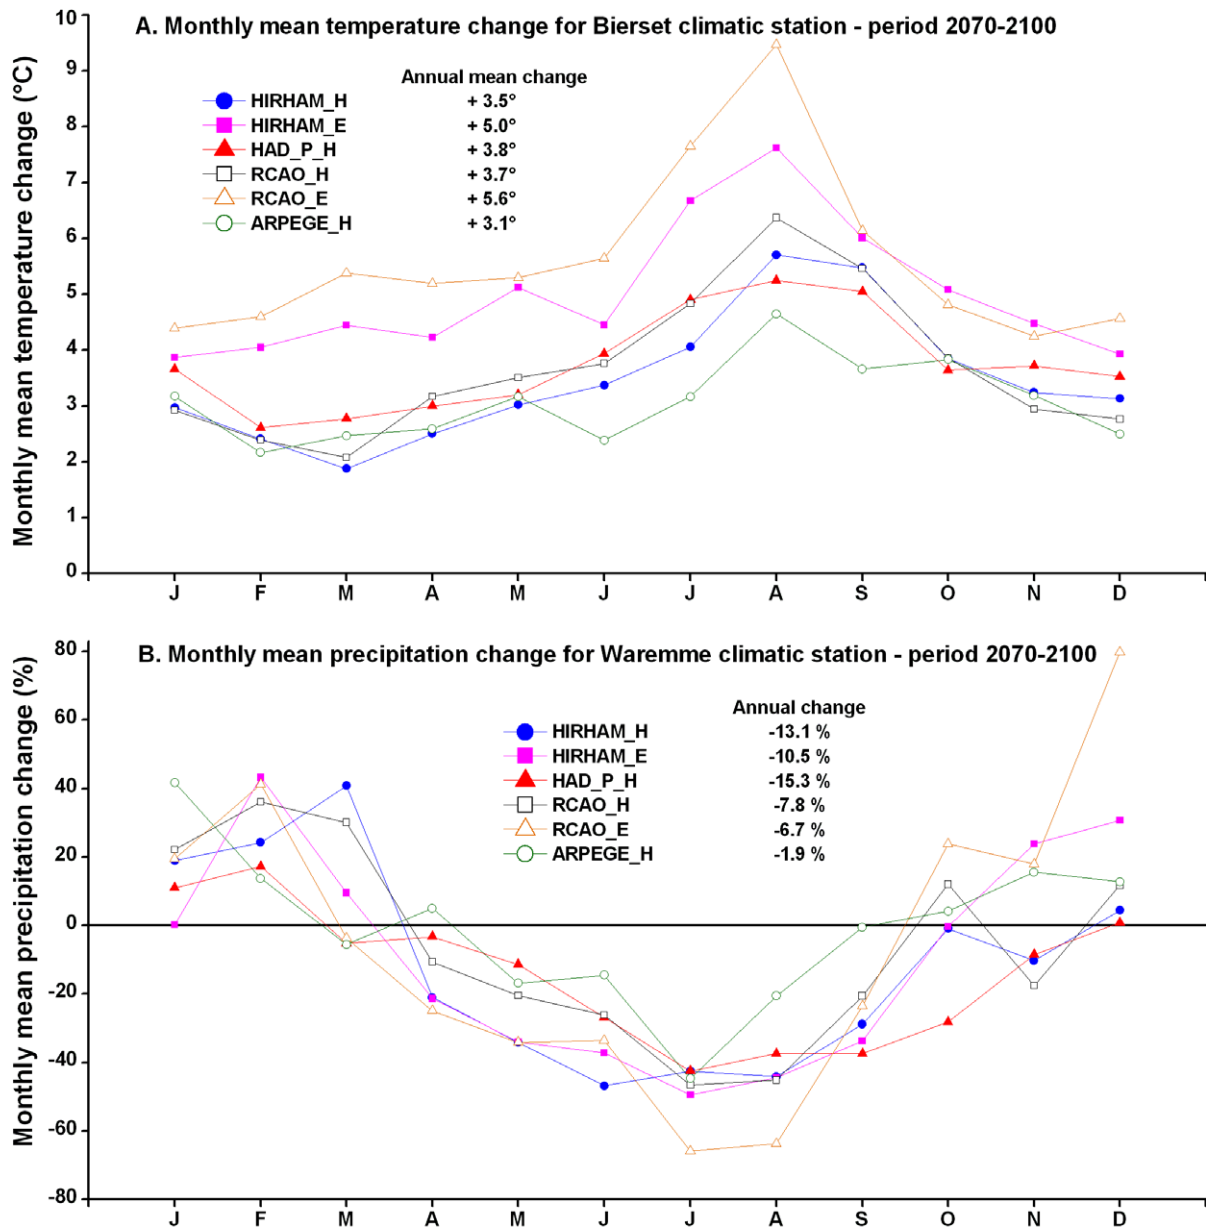 A. Monthly mean temperature change for Bierset climatic station - period 2070-2100
Monthly mean temperature change (°C)
Annual mean change
HIRHAM_H + 3.5°
HIRHAM_E + 5.0°
HAD_P_H + 3.8°
RCAO_H + 3.7°
RCAO_E + 5.6°
ARPEGE_H + 3.1°
10
9
8
7
6
5
4
3
2
1
0
J F M A M J J A S O N D
B. Monthly mean precipitation change for Waremme climatic station - period 2070-2100
Monthly mean precipitation change (%)
Annual change
HIRHAM_H -13.1 %
HIRHAM_E -10.5 %
HAD_P_H -15.3 %
RCAO_H -7.8 %
RCAO_E -6.7 %
ARPEGE_H -1.9 %
80
60
40
20
0
-20
-40
-60
-80
J F M A M J J A S O N D